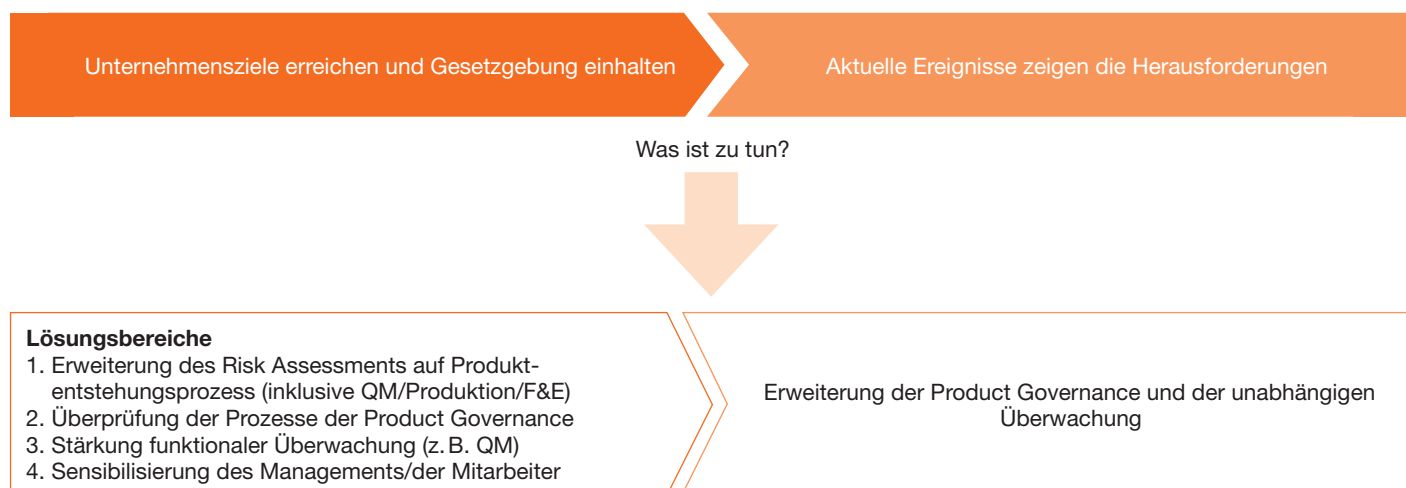 Unternehmensziele erreichen und Gesetzgebung einhalten
Aktuelle Ereignisse zeigen die Herausforderungen
Was ist zu tun?
Lösungsbereiche
1. Erweiterung des Risk Assessments auf Produkt-
entstehungsprozess (inklusive QM/Produktion/F&E)
2. Überprüfung der Prozesse der Product Governance
3. Stärkung funktionaler Überwachung (z. B. QM)
4. Sensibilisierung des Managements/der Mitarbeiter
Erweiterung der Product Governance und der unabhängigen
Überwachung